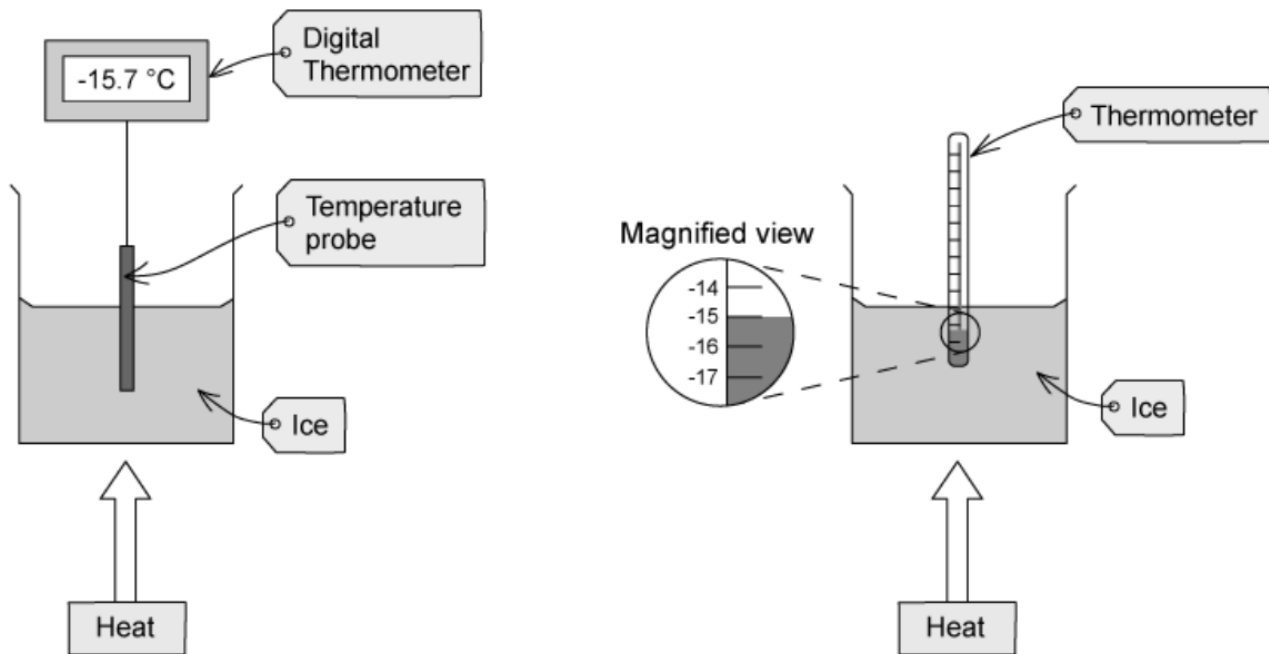 -15.7 °C
Digital
Thermometer
Temperature
probe
Ice
Heat
Thermometer
Magnified view
-14
-15
-16
-17
Ice
Heat